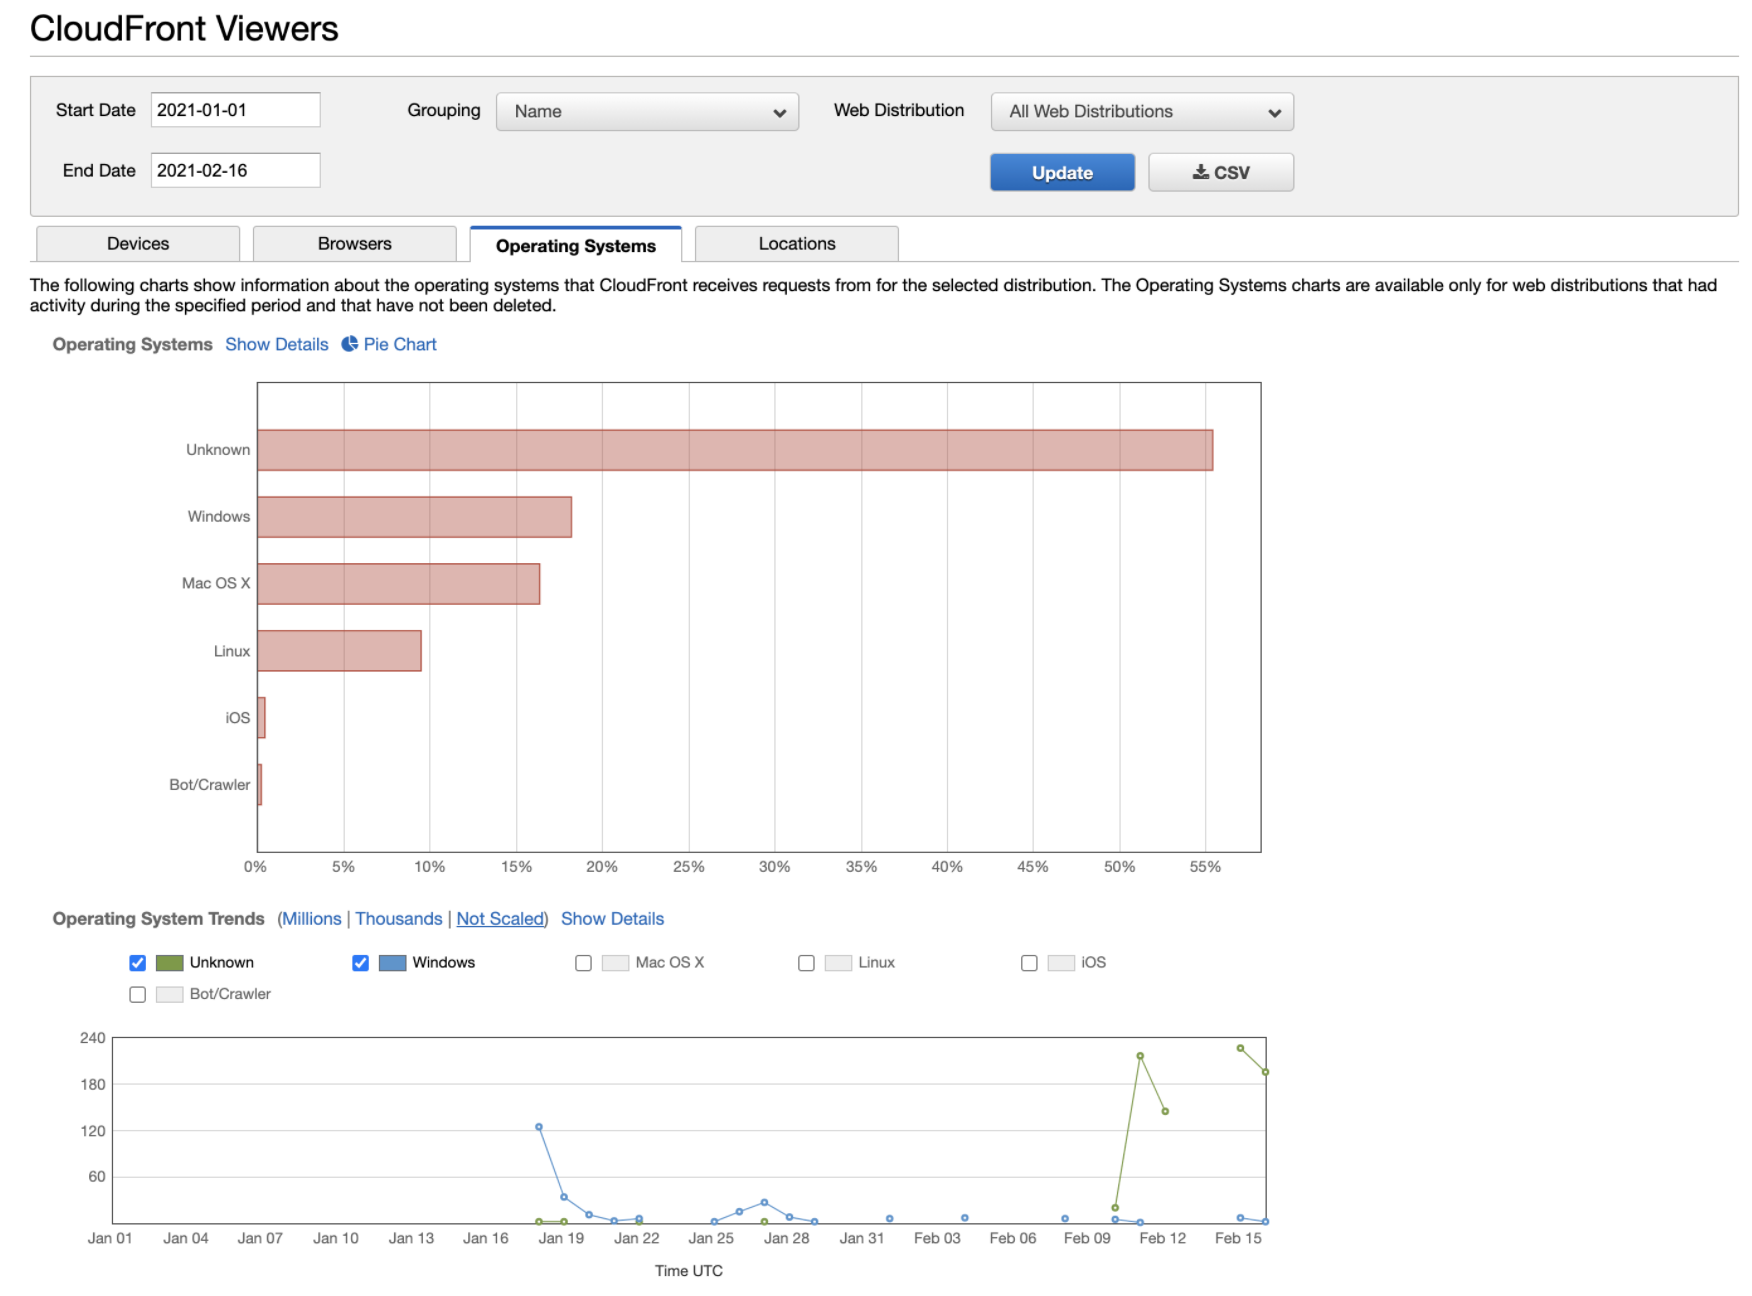 CloudFront Viewers
Start Date 2021-01-01 Grouping Name Web Distribution All Web Distributions
End Date 2021-02-16 Update CSV
Devices Browsers Operating Systems Locations
The following charts show information about the operating systems that CloudFront receives requests from for the selected distribution. The Operating Systems charts are available only for web distributions that had
activity during the specified period and that have not been deleted.
Operating Systems Show Details Pie Chart
Unknown
Windows
Mac OS X
Linux
iOS
Bot/Crawler
0% 5% 10% 15% 20% 25% 30% 35% 40% 45% 50% 55%
Operating System Trends (Millions | Thousands | Not Scaled) Show Details
Unknown Windows Mac OS X Linux iOS
Bot/Crawler
240
180
120
60
Jan 01 Jan 04 Jan 07 Jan 10 Jan 13 Jan 16 Jan 19 Jan 22 Jan 25 Jan 28 Jan 31 Feb 03 Feb 06 Feb 09 Feb 12 Feb 15
Time UTC